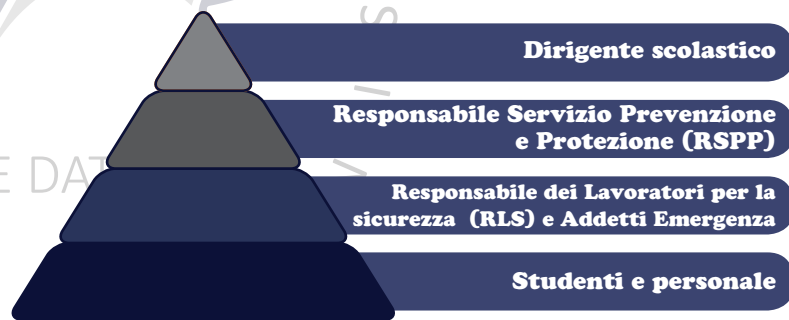 Dirigente scolastico
Responsabile Servizio Prevenzione
e Protezione (RSPP)
Responsabile dei Lavoratori per la
sicurezza (RLS) e Addetti Emergenza
Studenti e personale